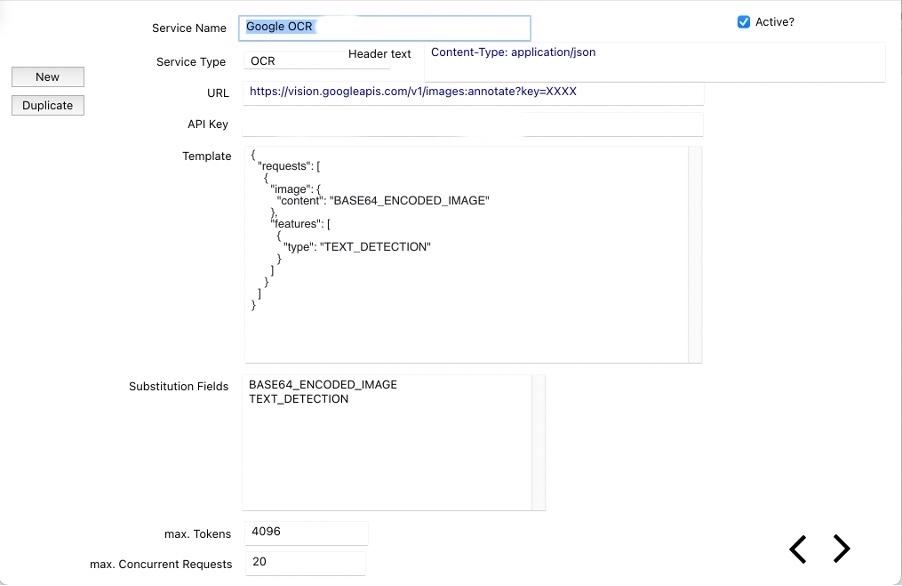 Service Name Google OCR Active?
Service Type OCR Header text Content-Type: application/json
New
URL https://vision.googleapis.com/v1/images:annotate?key=XXXX
Duplicate
API Key
Template {
"requests": [
{
"image": {
"content": "BASE64_ENCODED_IMAGE"
},
"features": [
{
"type": "TEXT_DETECTION"
}
]
}
]
}
Substitution Fields BASE64_ENCODED_IMAGE
TEXT_DETECTION
max. Tokens 4096
max. Concurrent Requests 20